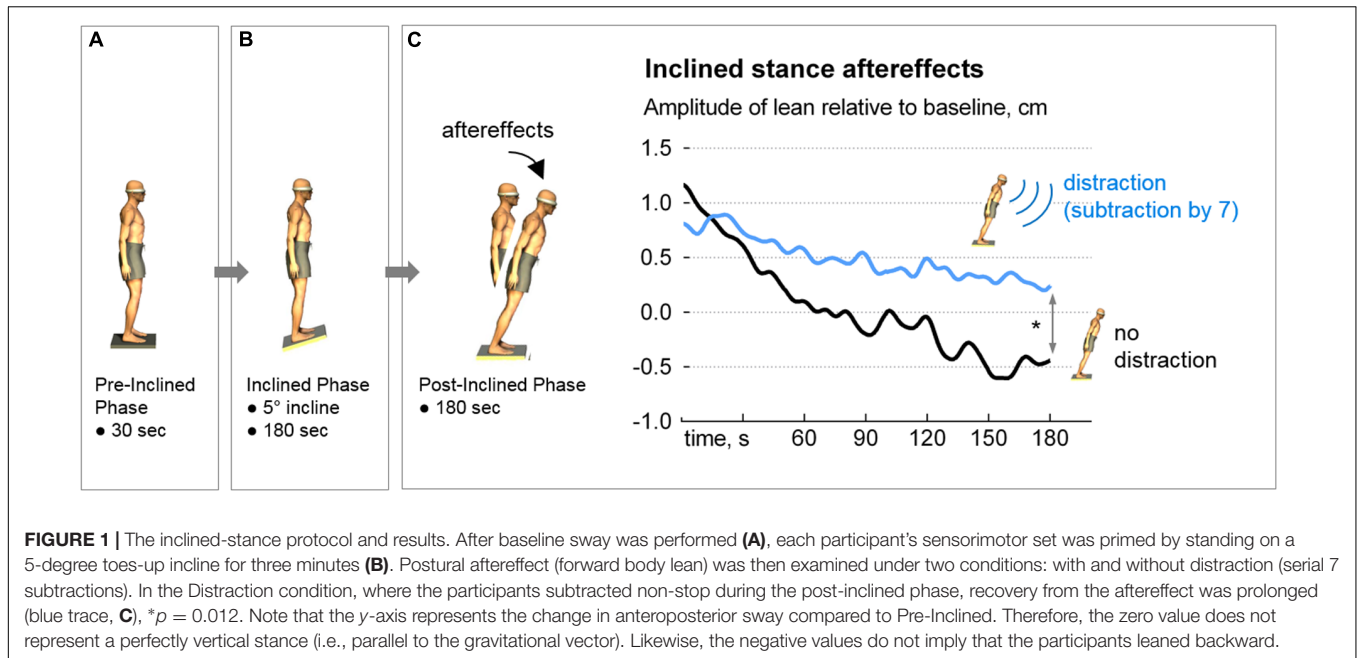 A
B
C
Inclined stance aftereffects
Amplitude of lean relative to baseline, cm
aftereffects
1.5
1.0
0.5
0.0
-0.5
-1.0
distraction
(subtraction by 7)
*
no
distraction
time, s
60
90
120
150
180
Pre-Inclined
Phase
● 30 sec
Inclined Phase
● 5° incline
● 180 sec
Post-Inclined Phase
● 180 sec
FIGURE 1 | The inclined-stance protocol and results. After baseline sway was performed (A), each participant's sensorimotor set was primed by standing on a
5-degree toes-up incline for three minutes (B). Postural aftereffect (forward body lean) was then examined under two conditions: with and without distraction (serial 7
subtractions). In the Distraction condition, where the participants subtracted non-stop during the post-inclined phase, recovery from the aftereffect was prolonged
(blue trace, C), *p = 0.012. Note that the y-axis represents the change in anteroposterior sway compared to Pre-Inclined. Therefore, the zero value does not
represent a perfectly vertical stance (i.e., parallel to the gravitational vector). Likewise, the negative values do not imply that the participants leaned backward.